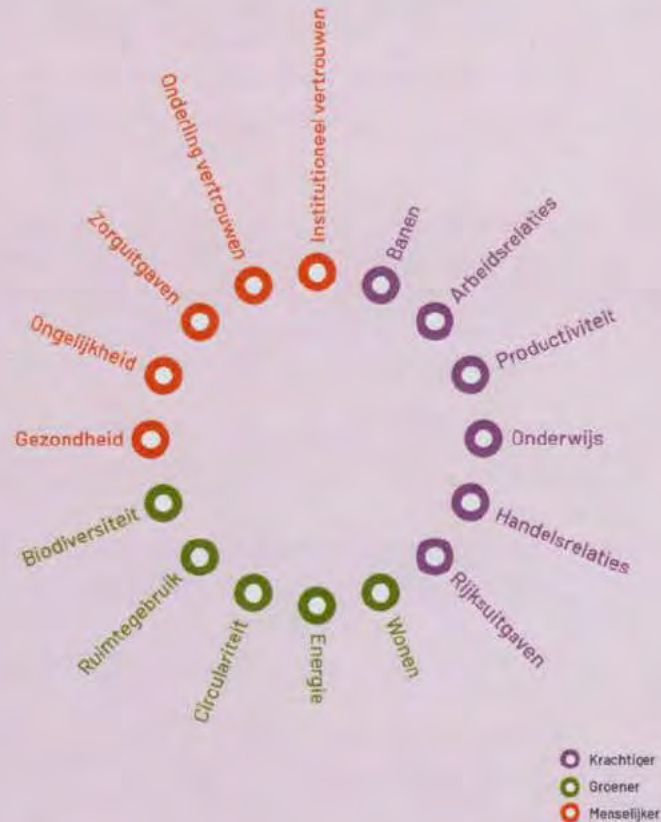 Institutioneel vertrouwen
Banen
Arbeidsrelaties
Productiviteit
Onderwijs
Handelsrelaties
Rijksuitgaven
Wonen
Energie
Circulariteit
Ruimtegebruik
Biodiversiteit
Gezondheid
Ongelijkheid
Zorguitgaven
Onderling vertrouwen
Krachtiger
Groener
Menselijker